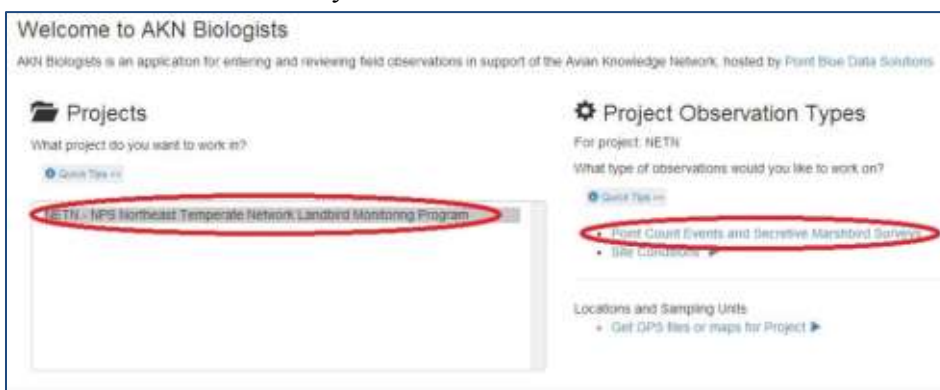 Welcome to AKN Biologists
AKN Biologists is an application for entering and reviewing field observations in support of the Avian Knowledge Network, hosted by Point Blue Data Solutions
Projects
What project do you want to work in?
Quick Tips >>
NETN - NPS Northeast Temperate Network Landbird Monitoring Program
Project Observation Types
For project: NETN
What type of observations would you like to work on?
Quick Tips >>
Point Count Events and Secretive Marshbird Surveys
Site Conditions
Locations and Sampling Units
Get GPS files or maps for Project